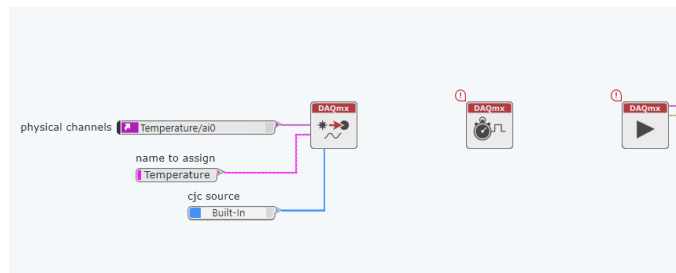 DAQmx
DAQmx
DAQmx
physical channels
Temperature/ai0
name to assign
Temperature
cjc source
Built-In